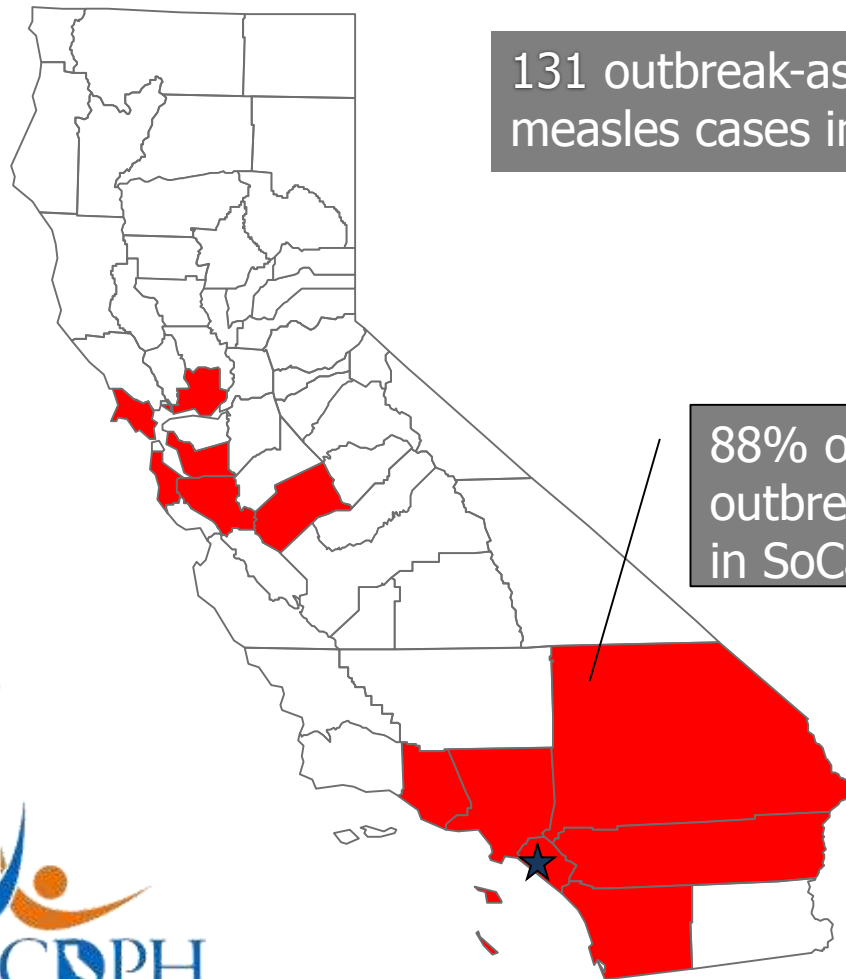 131 outbreak-as
measles cases in
88% o
outbre
in SoC
CDPH